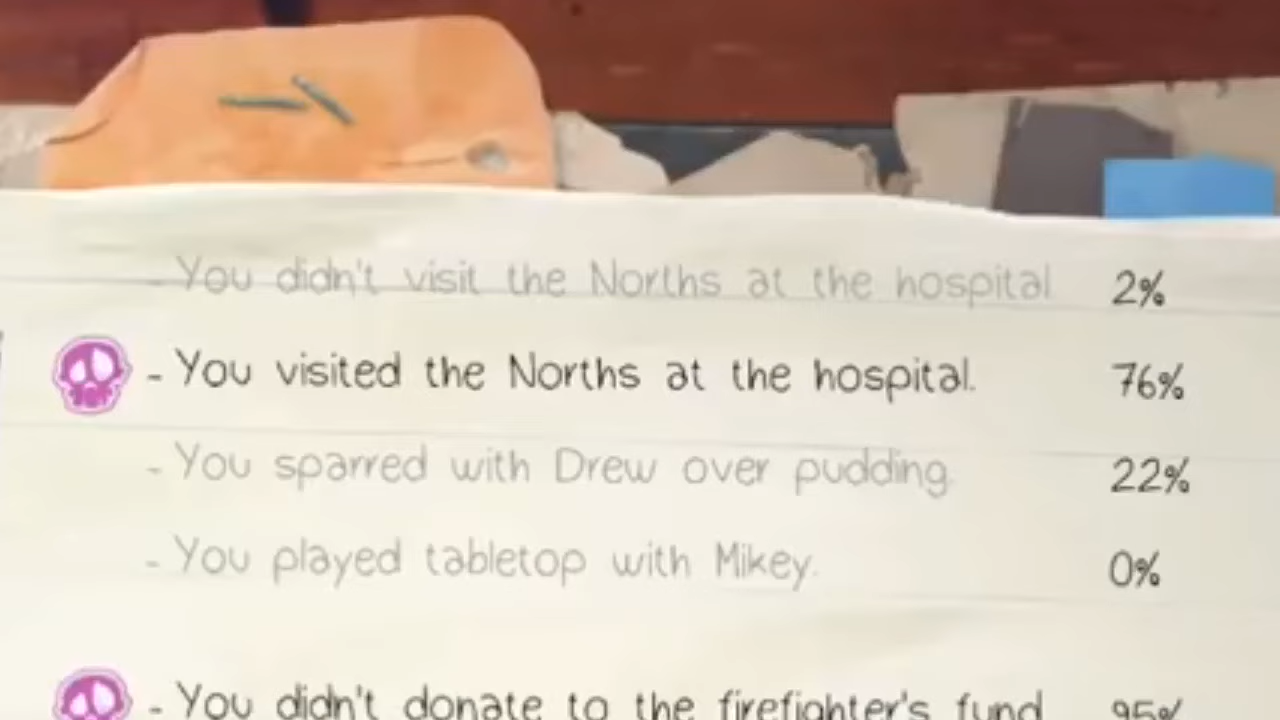 - You didn't visit the Norths at the hospital 2%
- You visited the Norths at the hospital. 76%
- You sparred with Drew over pudding. 22%
- You played tabletop with Mikey. 0%
- You didn't donate to the firefighter's fund 95%